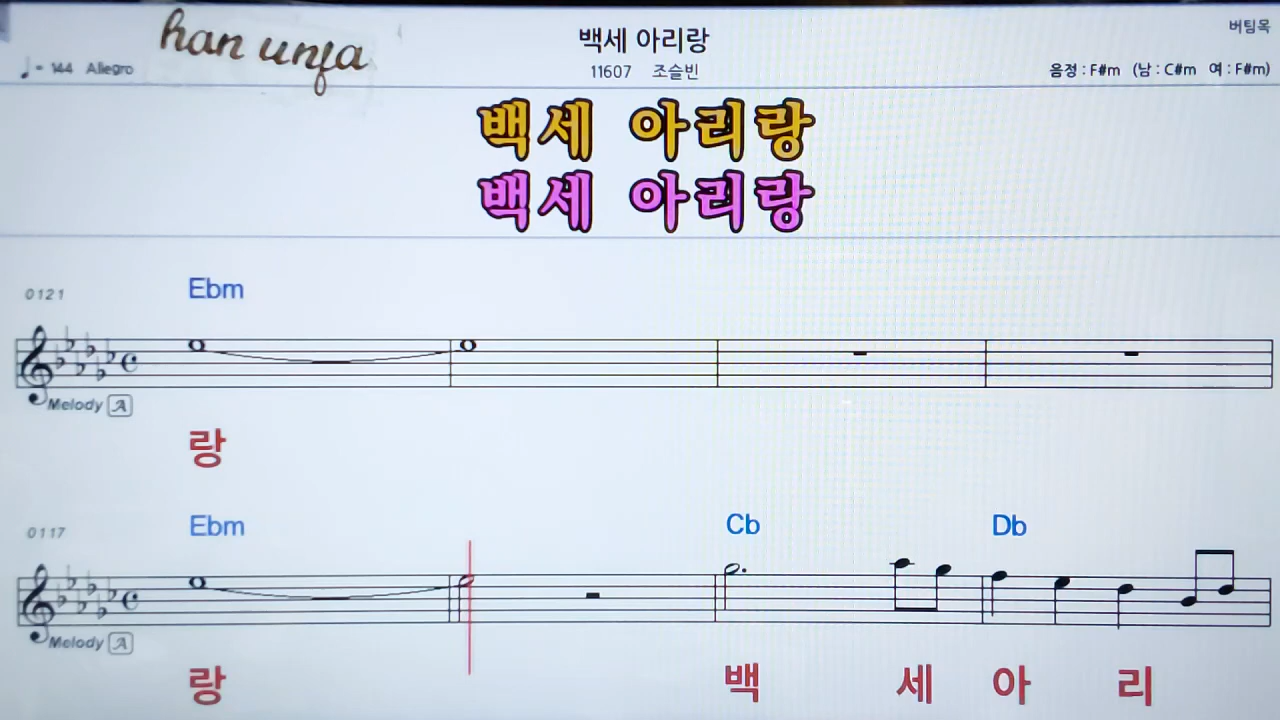 han unfa
백세 아리랑
버팀목
♩= 144 Allegro
11607 조슬빈
음정 : F#m (남 : C#m 여 : F#m)
백세 아리랑
백세 아리랑
0121 Ebm
Melody A
랑
0117 Ebm Cb Db
Melody A
랑 백 세 아 리